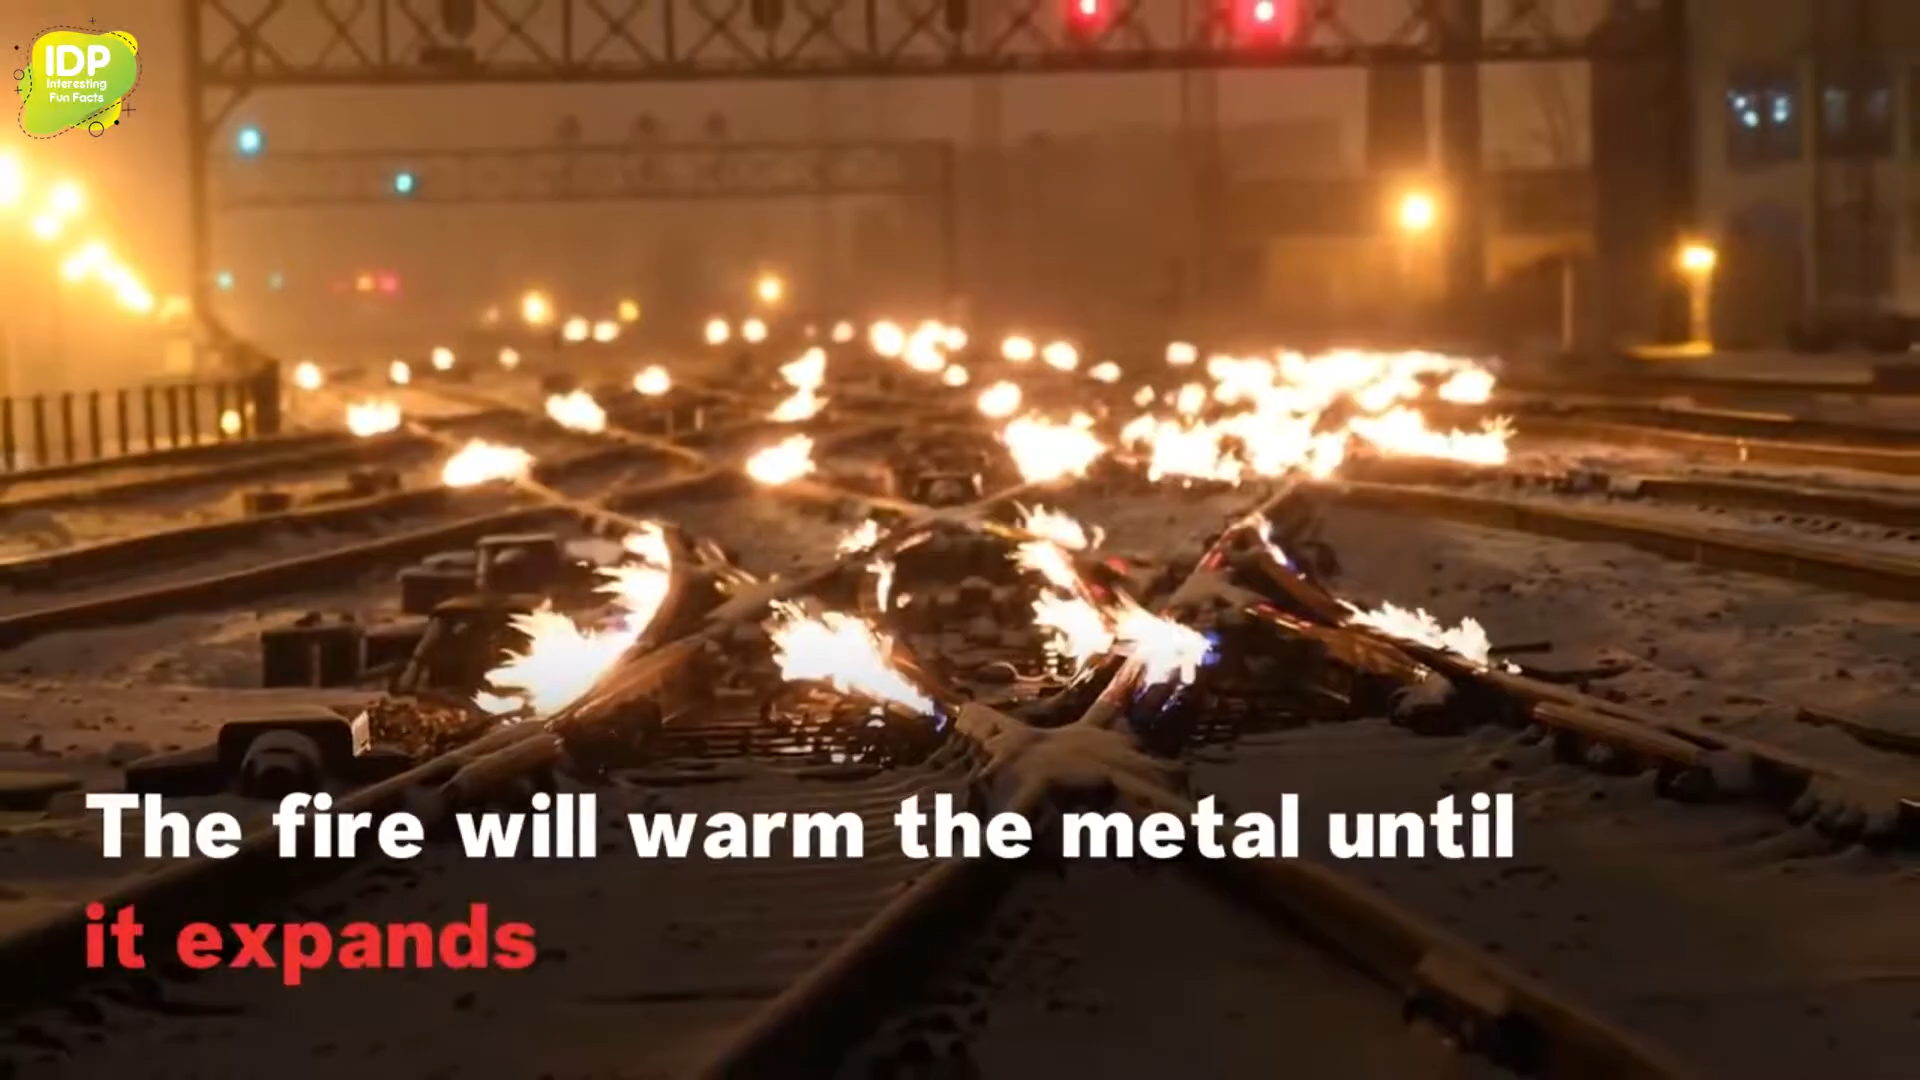 IDP
Interesting
Fun Facts
The fire will warm the metal until
it expands